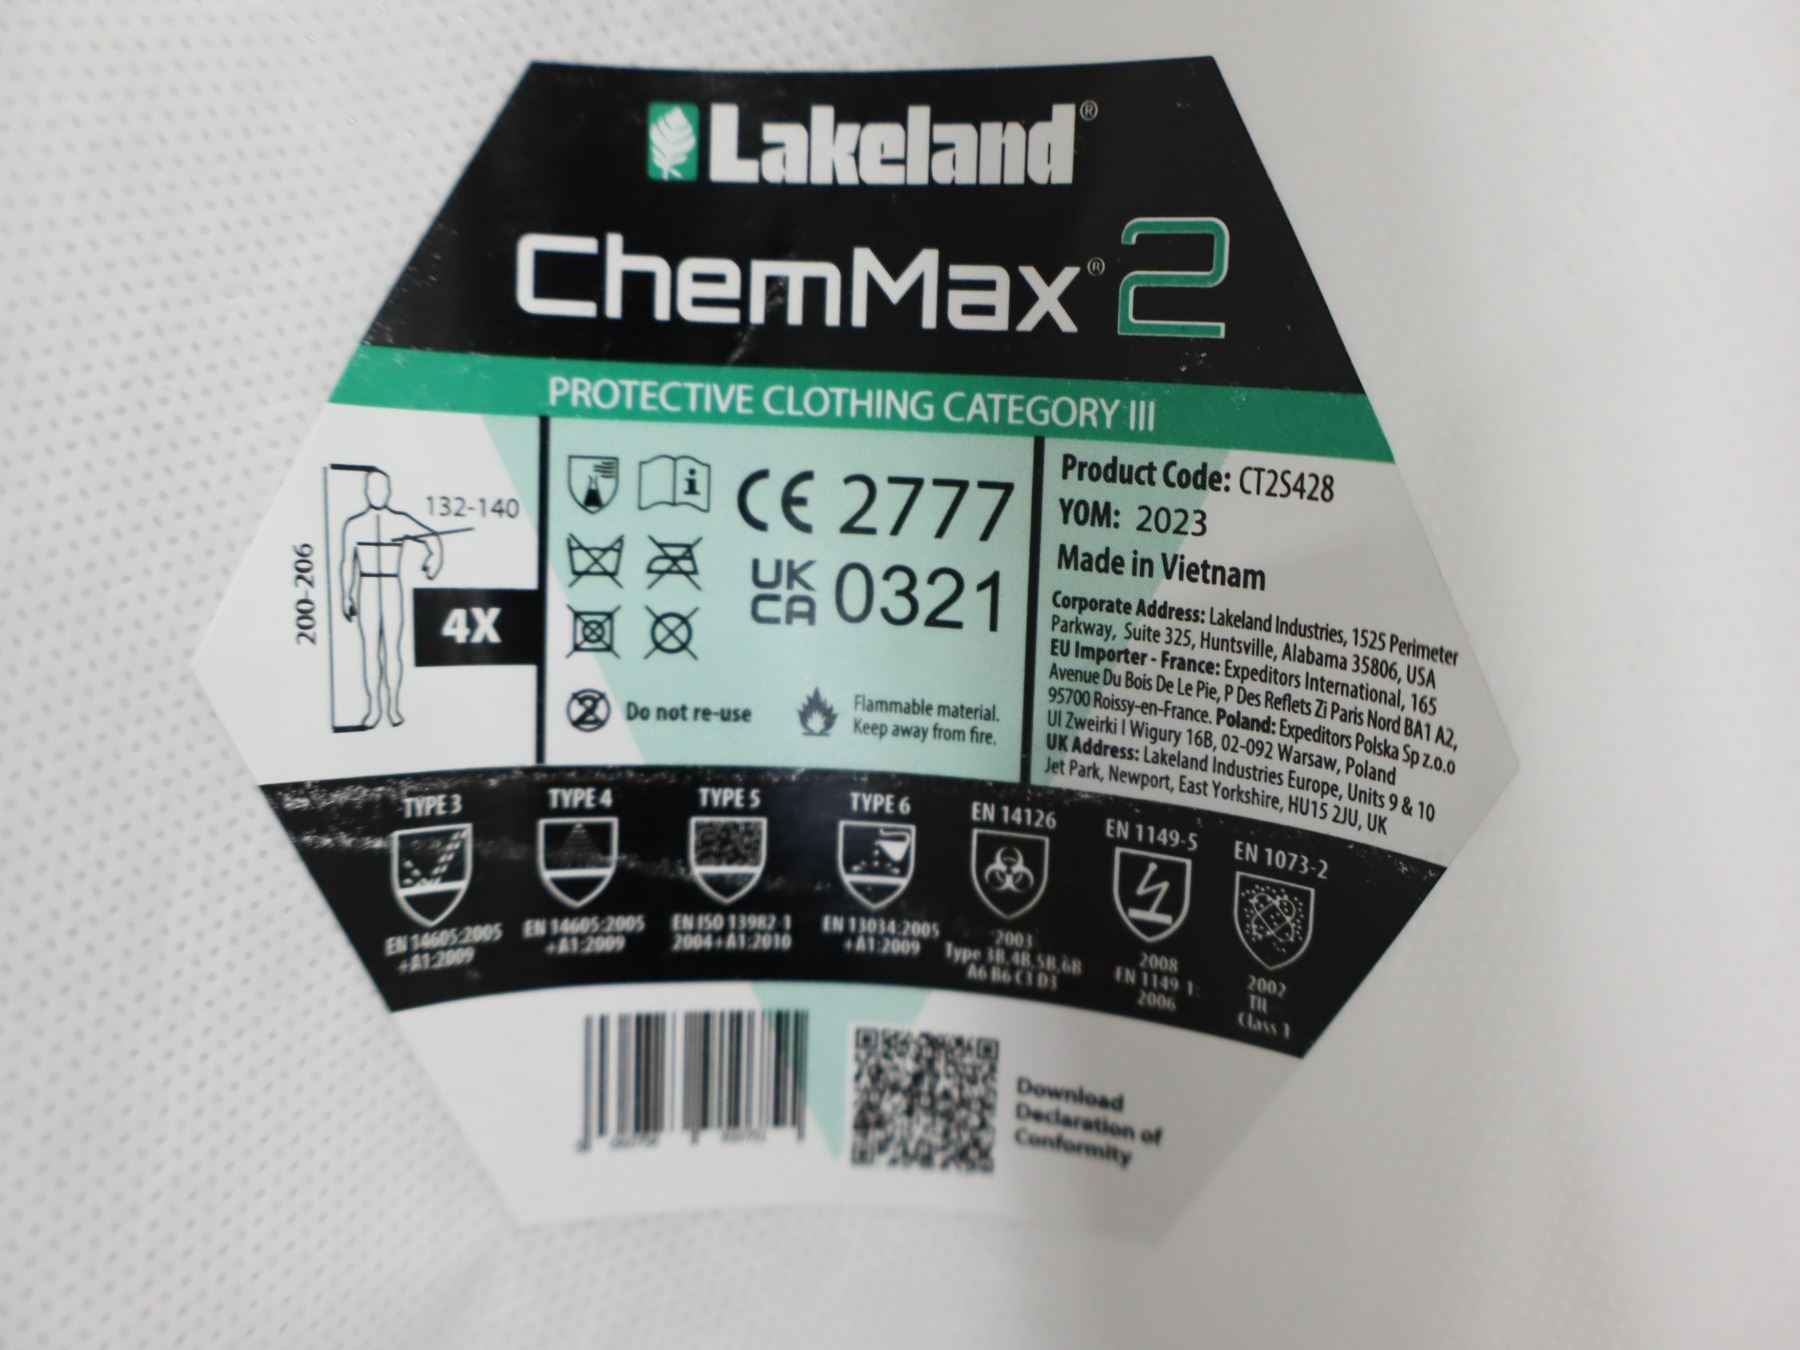 Lakeland®
ChemMax® 2
PROTECTIVE CLOTHING CATEGORY III
132-140
200-206
4X
CE 2777
UK
CA 0321
2
Do not re-use
Flammable material.
Keep away from fire.
Product Code: CT2S428
YOM: 2023
Made in Vietnam
Corporate Address: Lakeland Industries, 1525 Perimeter
Parkway, Suite 325, Huntsville, Alabama 35806, USA
EU Importer - France: Expeditors International, 165
Avenue Du Bois De Le Pie, P Des Reflets Zi Paris Nord BA1 A2,
95700 Roissy-en-France. Poland: Expeditors Polska Sp z.o.o
Ul Zweirki I Wigury 16B, 02-092 Warsaw, Poland
UK Address: Lakeland Industries Europe, Units 9 & 10
Jet Park, Newport, East Yorkshire, HU15 2JU, UK
TYPE 3
EN 14605:2005
+A1:2009
TYPE 4
EN 14605:2005
+A1:2009
TYPE 5
EN ISO 13982-1
2004+A1:2010
TYPE 6
EN 13034:2005
+A1:2009
EN 14126
2003
Type 3B,4B,5B,6B
A6 B6 C3 D3
EN 1149-5
2008
EN 1149-1:
2006
EN 1073-2
2002
TIL
Class 1
Download
Declaration of
Conformity